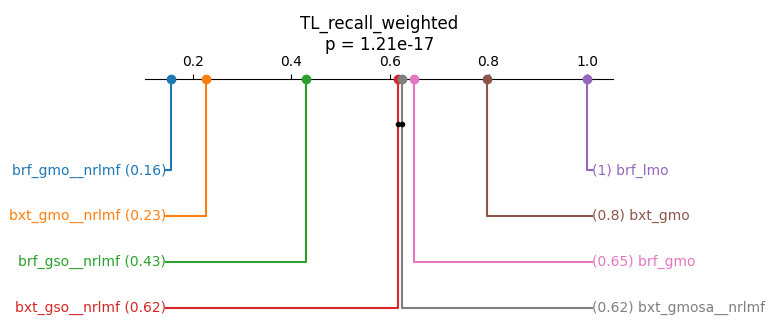 TL_recall_weighted
p = 1.21e-17
0.2 0.4 0.6 0.8 1.0
brf_gmo__nrlmf (0.16) (1) brf_lmo
bxt_gmo__nrlmf (0.23) (0.8) bxt_gmo
brf_gso__nrlmf (0.43) (0.65) brf_gmo
bxt_gso__nrlmf (0.62) (0.62) bxt_gmosa__nrlmf